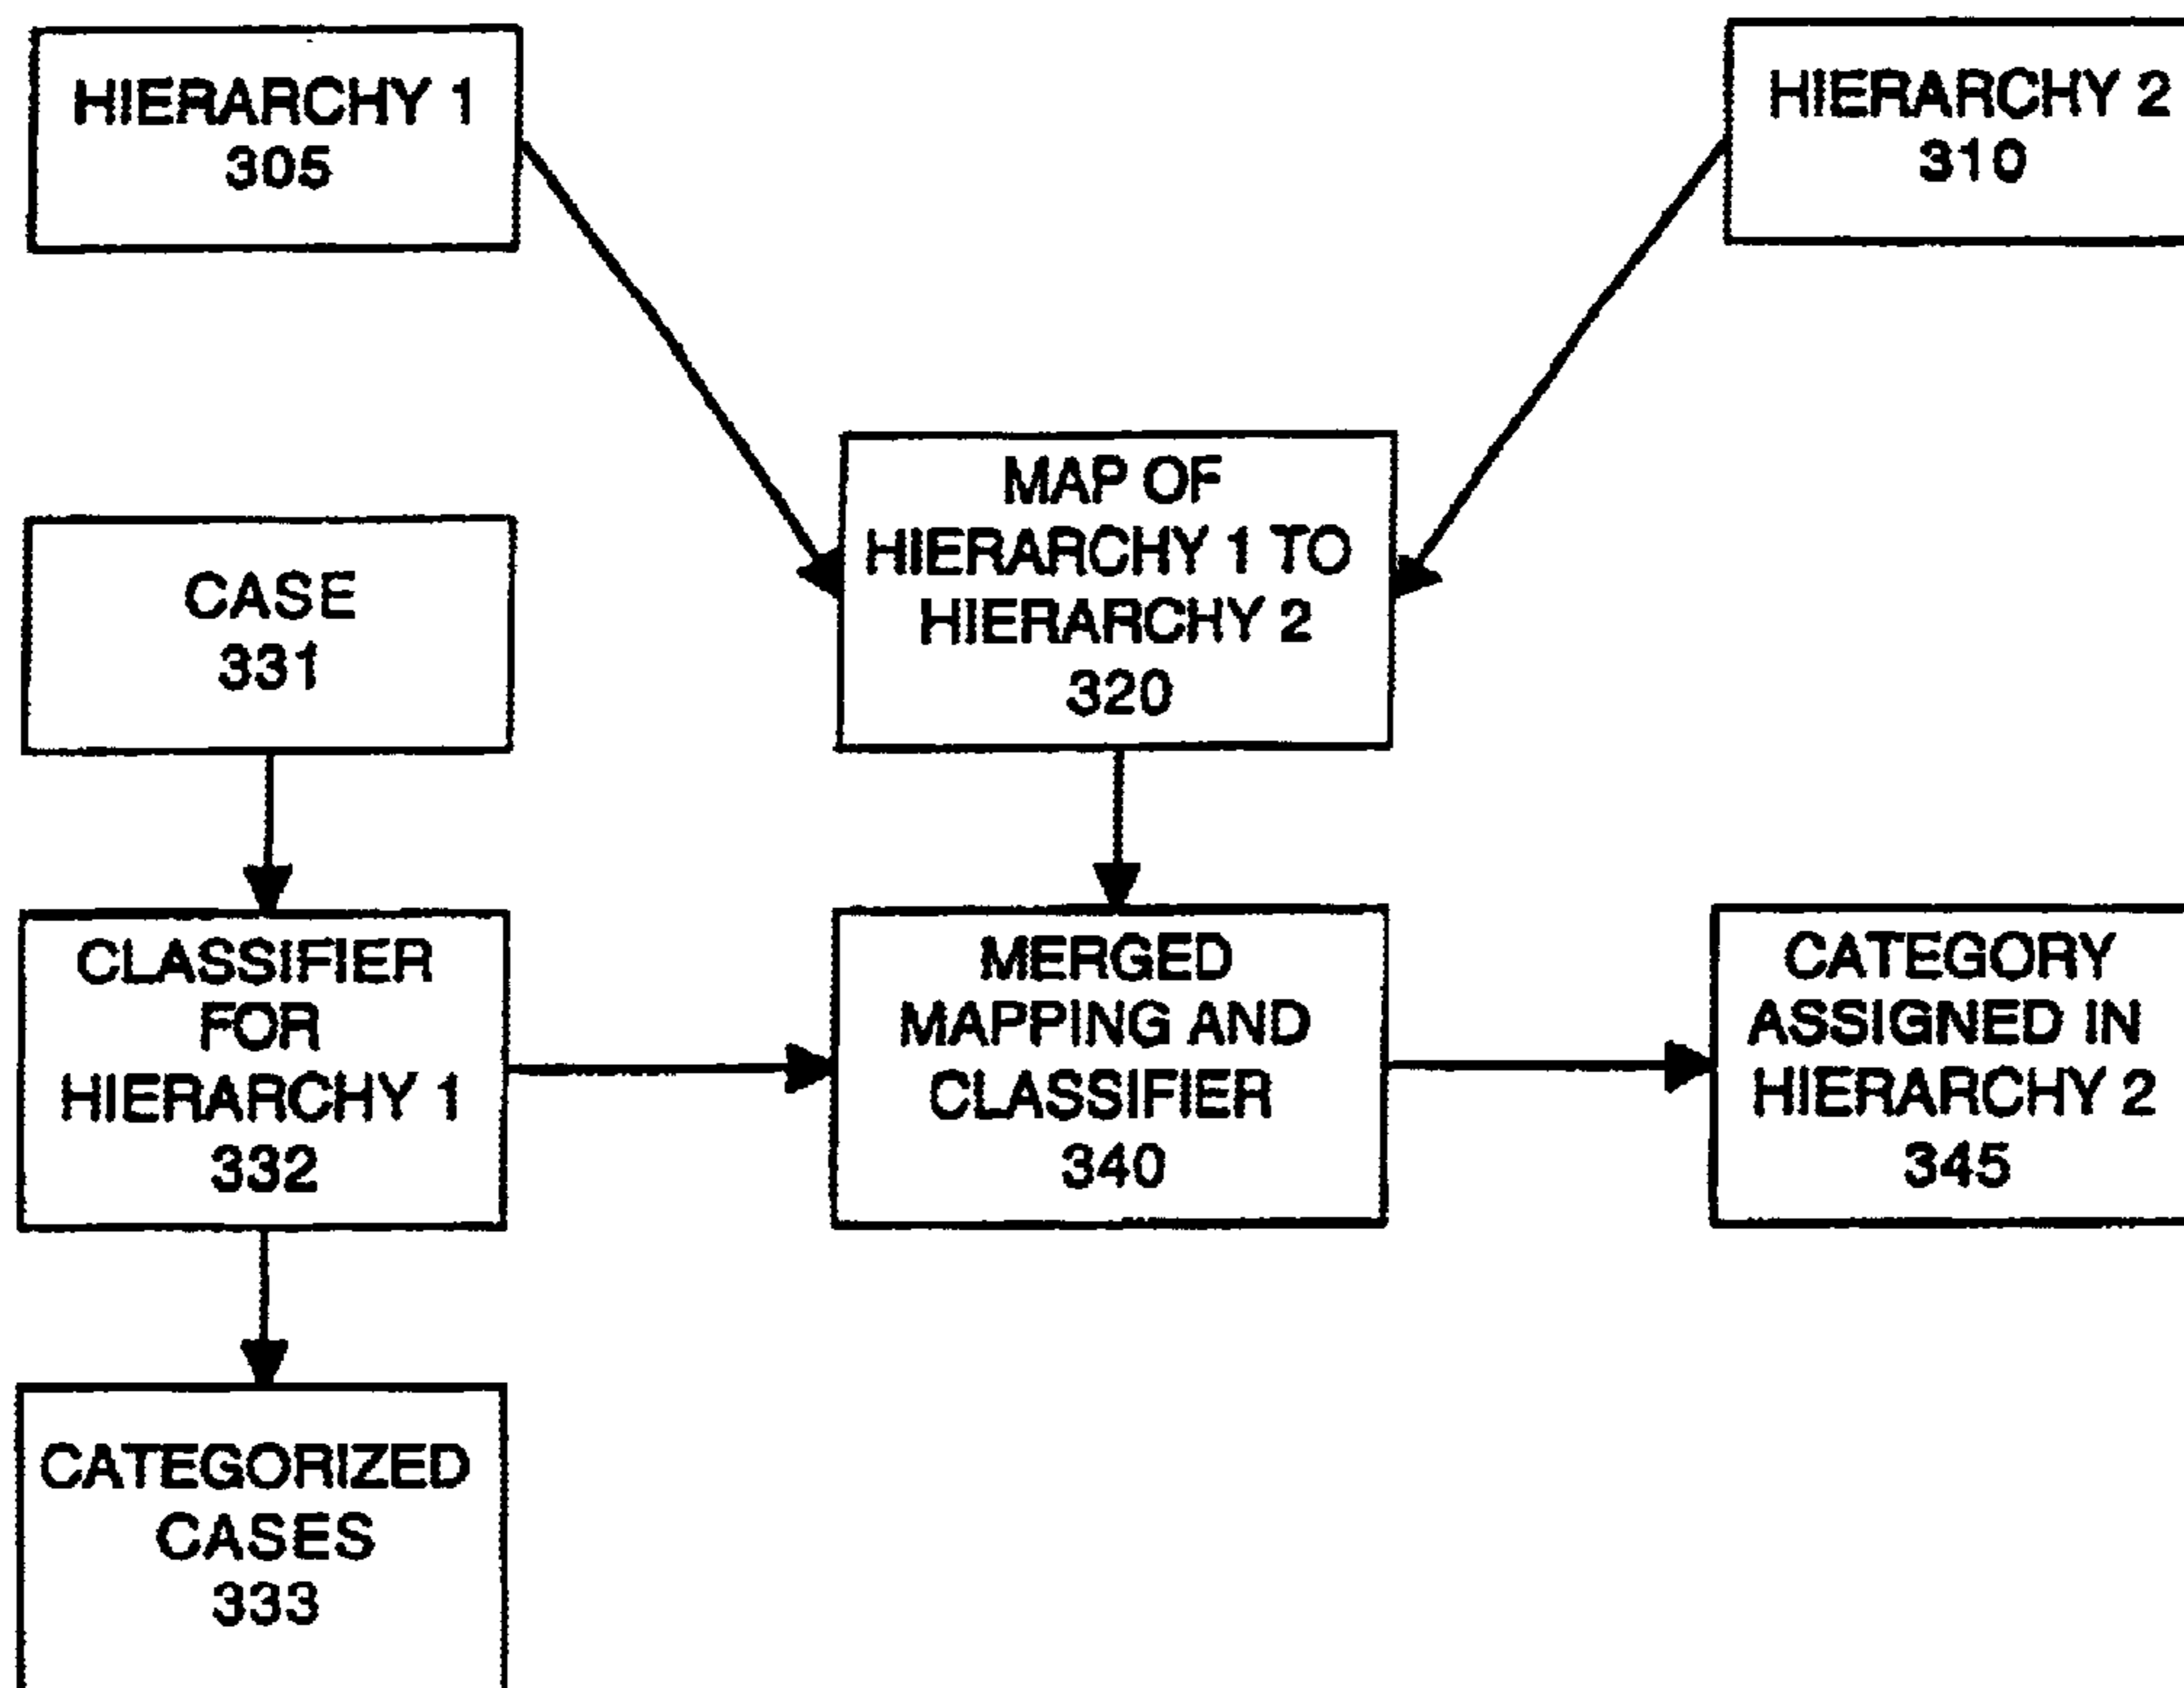 HIERARCHY 1
305
HIERARCHY 2
310
MAP OF
HIERARCHY 1 TO
HIERARCHY 2
320
CASE
331
CLASSIFIER
FOR
HIERARCHY 1
332
MERGED
MAPPING AND
CLASSIFIER
340
CATEGORY
ASSIGNED IN
HIERARCHY 2
345
CATEGORIZED
CASES
333